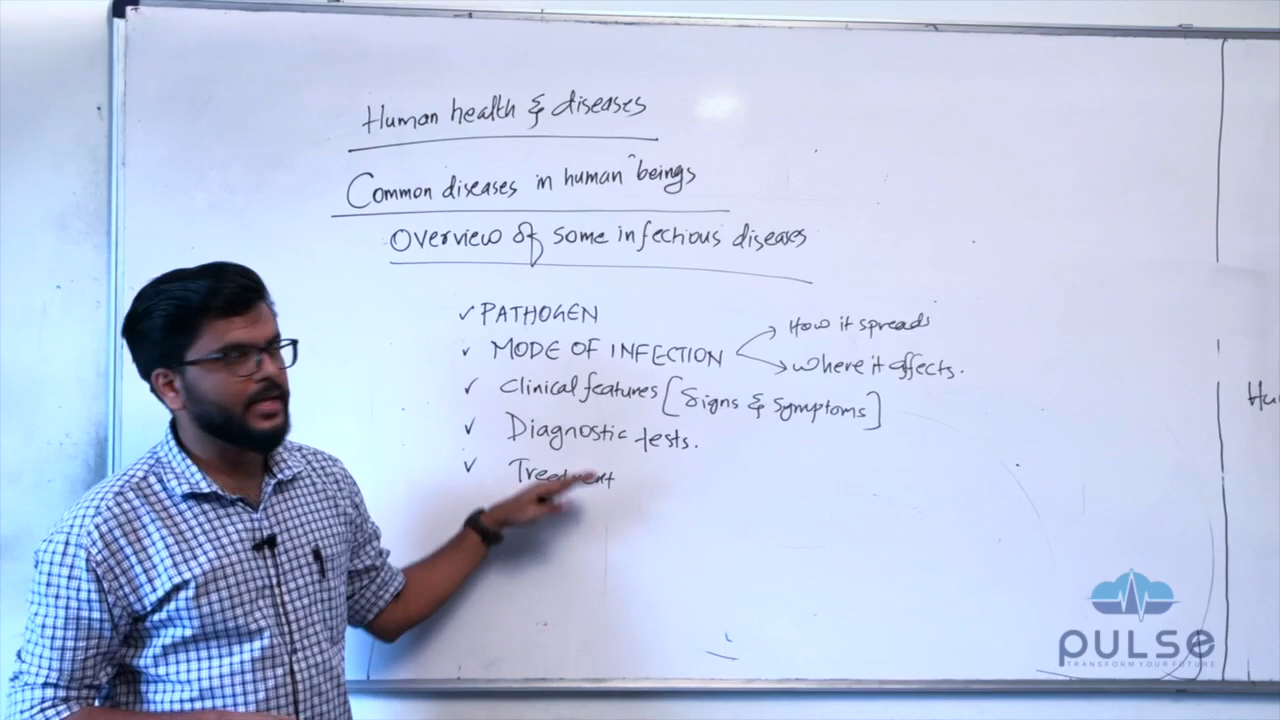 Human health & diseases
Common diseases in human beings
Overview of some infectious diseases
✓ PATHOGEN
✓ MODE OF INFECTION
How it spreads
Where it affects.
✓ Clinical features [Signs & Symptoms]
✓ Diagnostic tests.
✓ Treatment
PULSE
TRANSFORM YOUR FUTURE